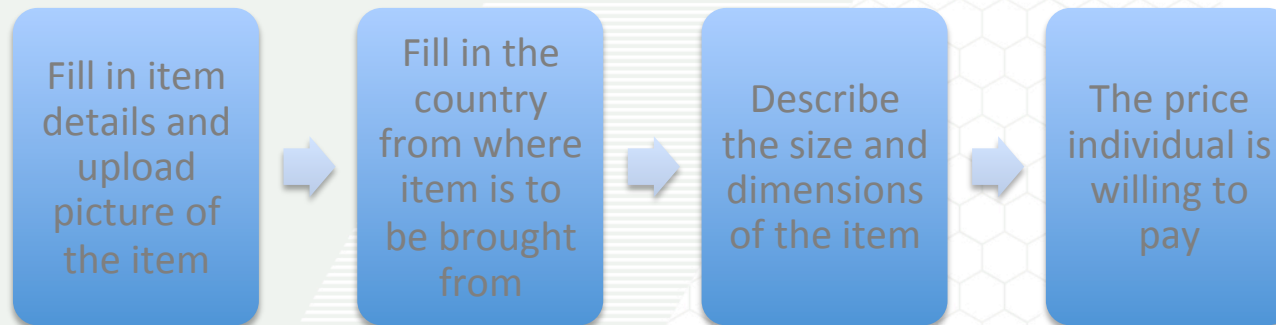 Fill in item
details and
upload
picture of
the item
Fill in the
country
from where
item is to
be brought
from
Describe
the size and
dimensions
of the item
The price
individual is
willing to
pay